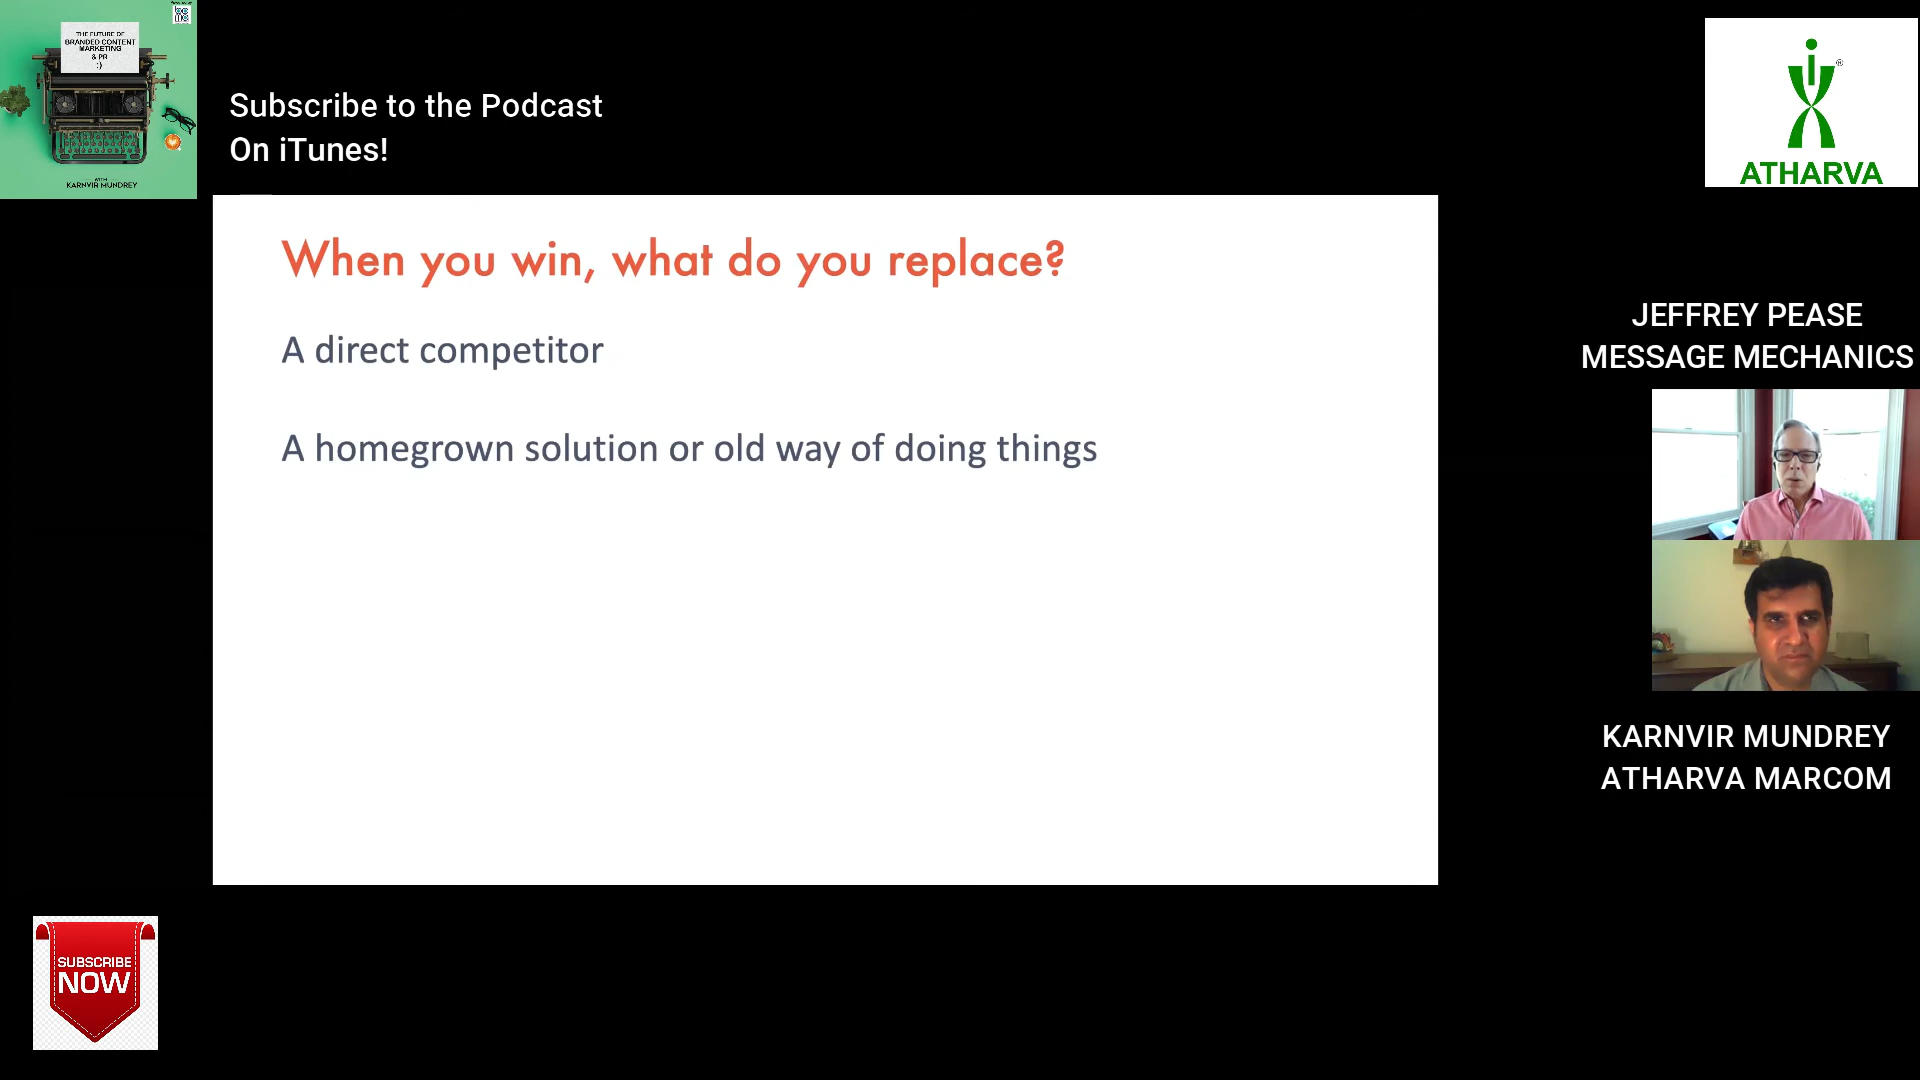 THE FUTURE OF
BRANDED CONTENT
MARKETING
& PR
:)
WITH
KARNVIR MUNDREY
Subscribe to the Podcast
On iTunes!
®
ATHARVA
When you win, what do you replace?
A direct competitor
A homegrown solution or old way of doing things
JEFFREY PEASE
MESSAGE MECHANICS
KARNVIR MUNDREY
ATHARVA MARCOM
SUBSCRIBE
NOW